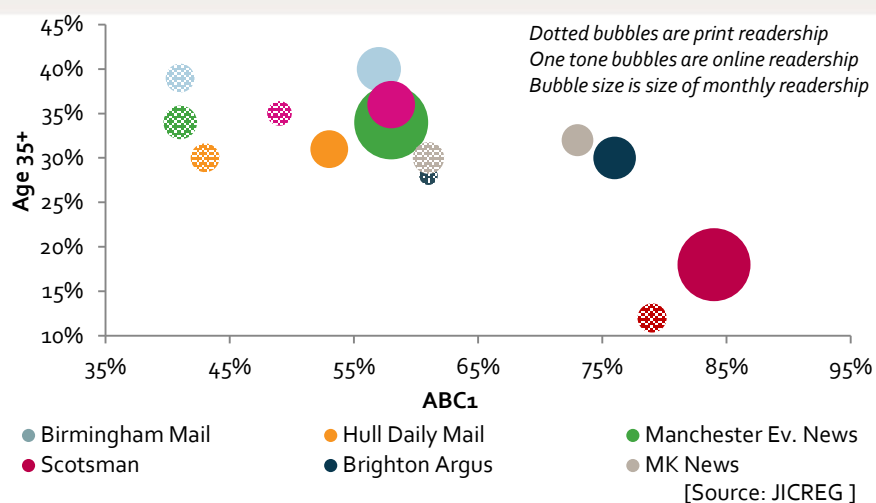 Dotted bubbles are print readership
One tone bubbles are online readership
Bubble size is size of monthly readership
45%
40%
35%
30%
25%
20%
15%
10%
Age 35+
35%
45%
55%
65%
75%
85%
95%
ABC1
Birmingham Mail
Hull Daily Mail
Manchester Ev. News
Scotsman
Brighton Argus
MK News
[Source: JICREG ]